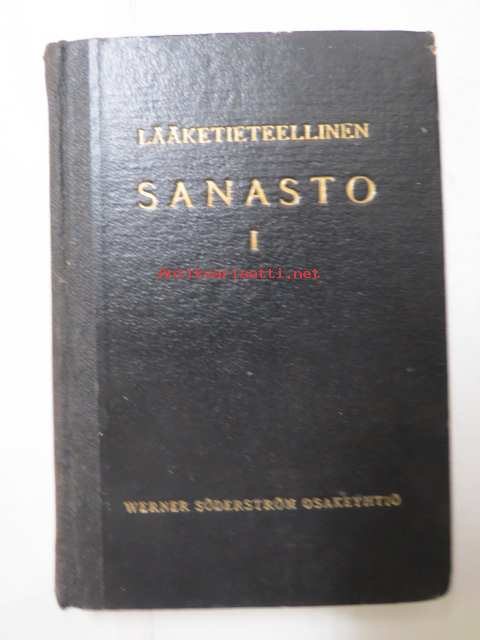 LÄÄKETIETEELLINEN
SANASTO
I
Antikvariaatti.net
WERNER SÖDERSTRÖM OSAKEYHTIÖ